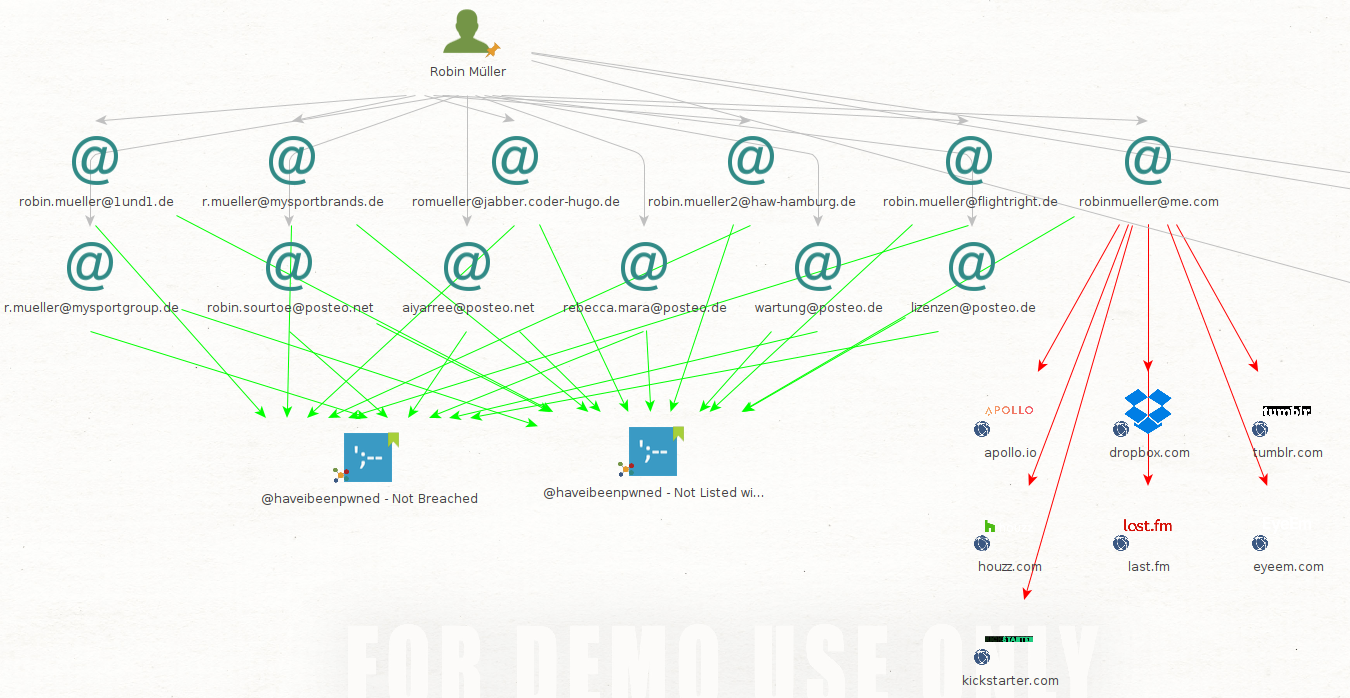 Robin Müller
robin.mueller@1und1.de
r.mueller@mysportbrands.de
romueller@jabber.coder-hugo.de
robin.mueller2@haw-hamburg.de
robin.mueller@flightright.de
robinmueller@me.com
r.mueller@mysportgroup.de
robin.sourtoe@posteo.net
aiyarree@posteo.net
rebecca.mara@posteo.de
wartung@posteo.de
lizenzen@posteo.de
';--
@haveibeenpwned - Not Breached
';--
@haveibeenpwned - Not Listed wi...
APOLLO
apollo.io
dropbox.com
tumblr
tumblr.com
houzz.com
last.fm
last.fm
eyeem.com
kickstarter.com
FOR DEMO USE ONLY